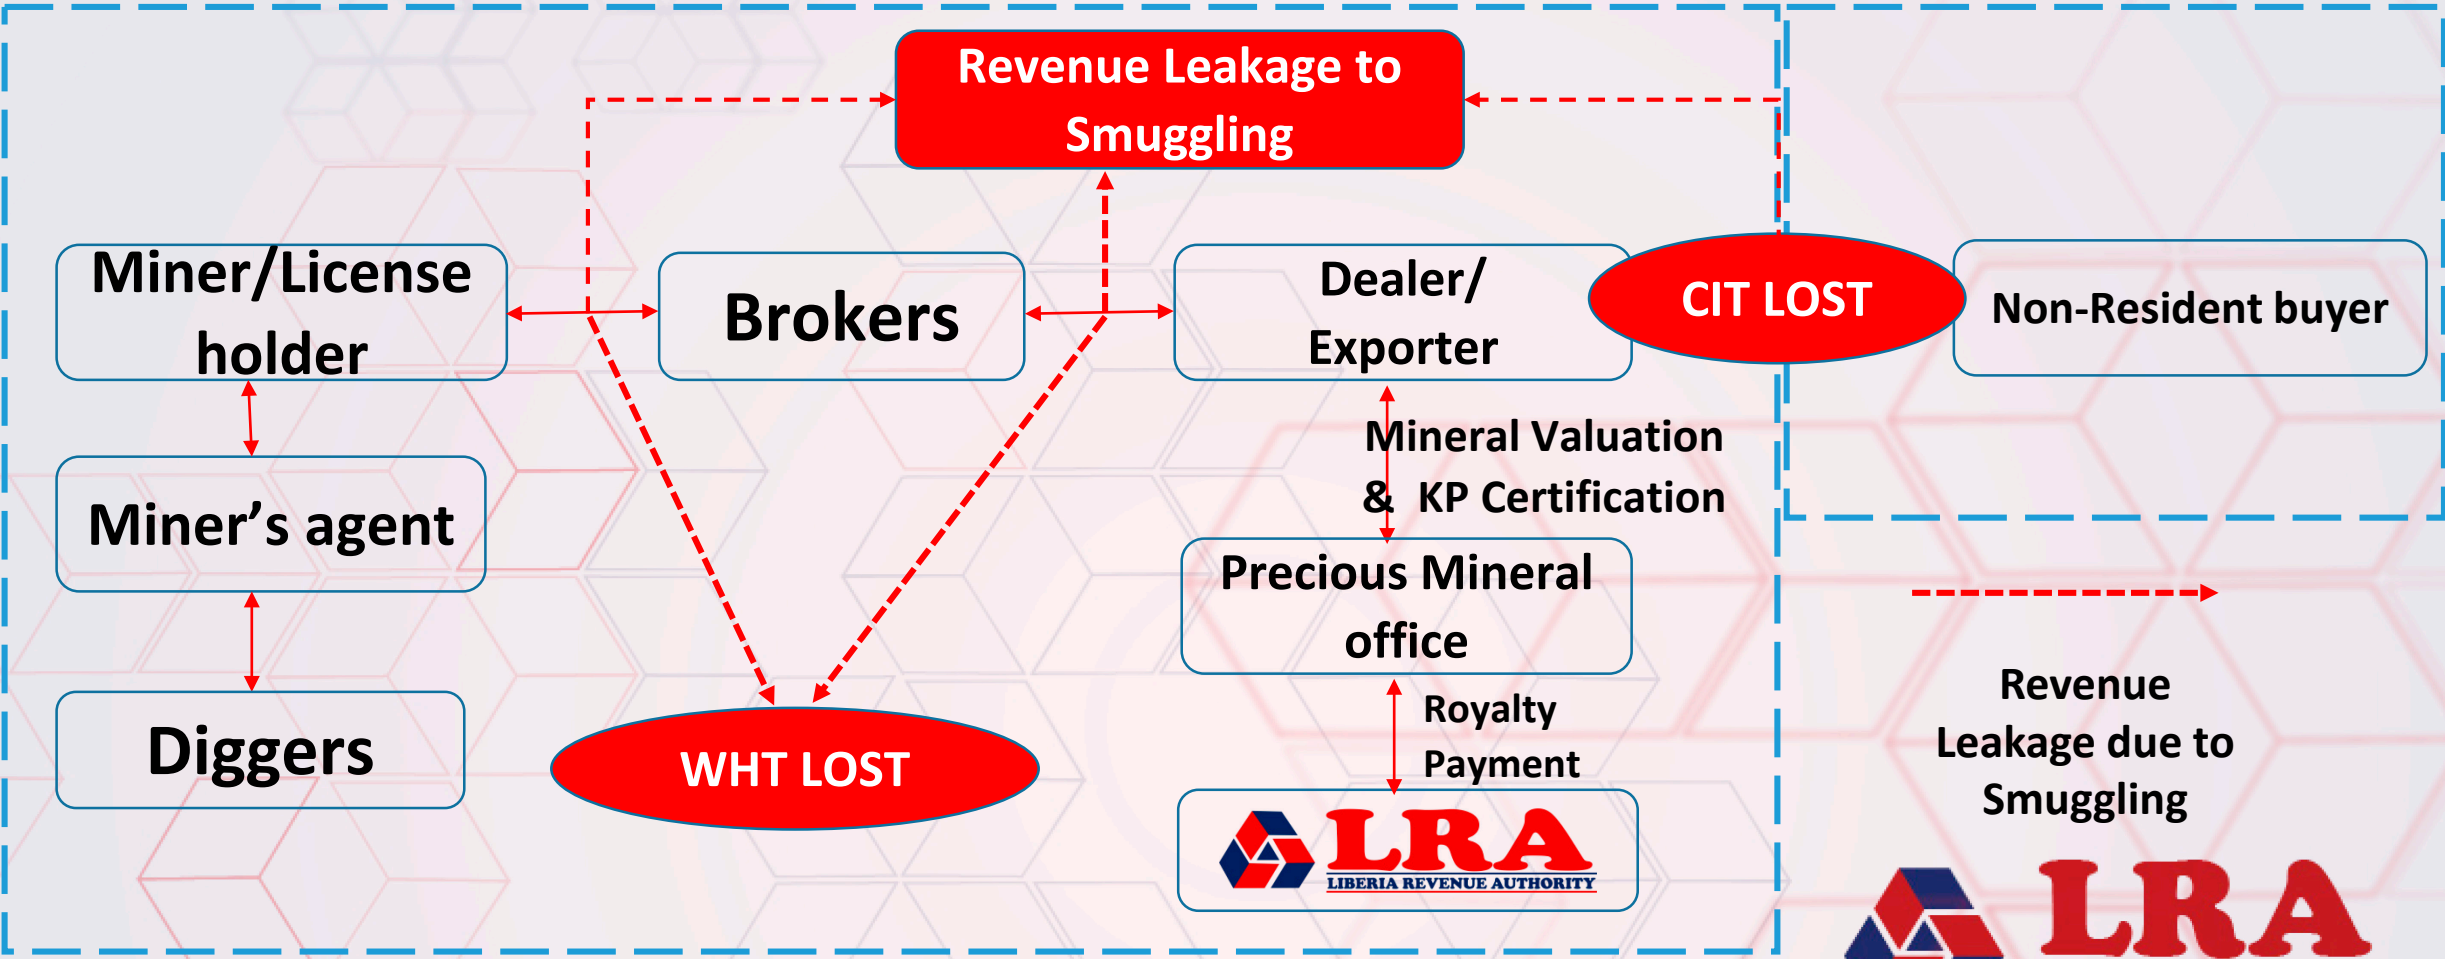 Revenue Leakage to
Smuggling
Miner/License
holder
Brokers
Dealer/
Exporter
CIT LOST
Non-Resident buyer
Mineral Valuation
& KP Certification
Miner’s agent
Precious Mineral
office
Diggers
WHT LOST
Royalty
Payment
LRA
LIBERIA REVENUE AUTHORITY
Revenue
Leakage due to
Smuggling
LRA